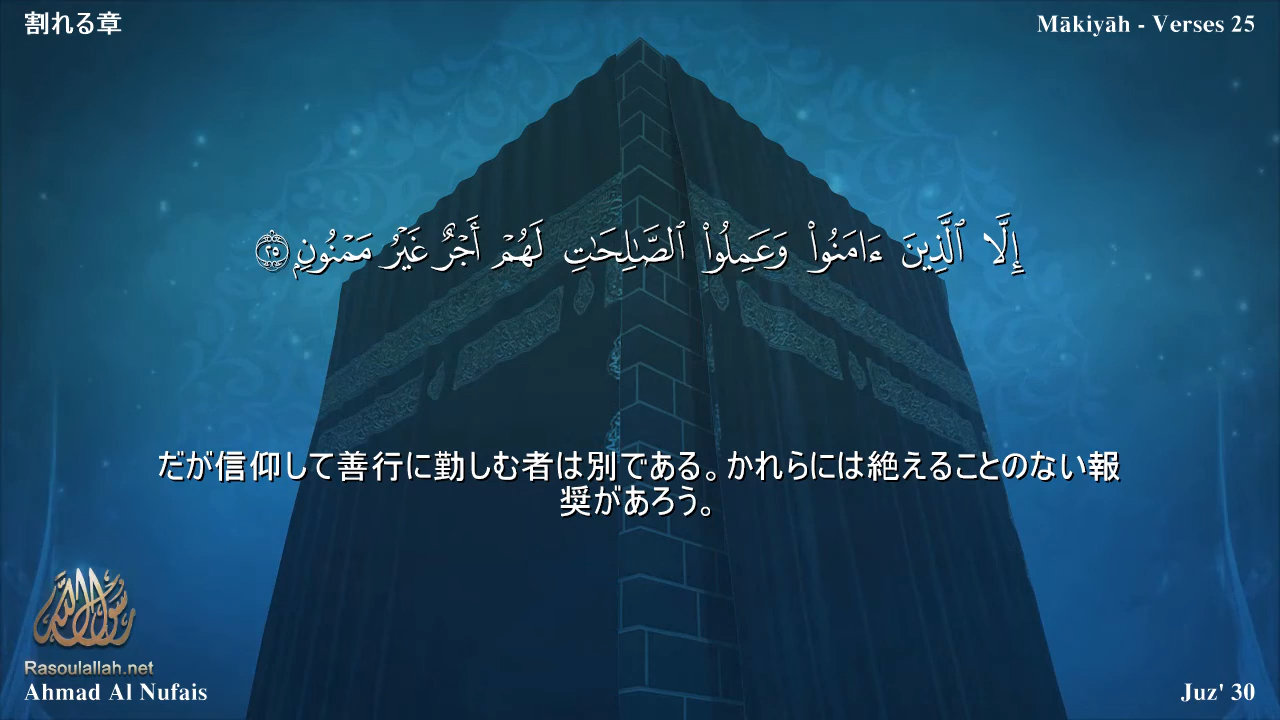 割れる章
Mākiyāh - Verses 25
إِلَّا ٱلَّذِينَ ءَامَنُوا۟ وَعَمِلُوا۟ ٱلصَّـٰلِحَـٰتِ لَهُمْ أَجْرٌ غَيْرُ مَمْنُونٍۭ ٢٥
だが信仰して善行に勤しむ者は別である。かれらには絶えることのない報
奨があろう。
رسول الله
Rasoulallah.net
Ahmad Al Nufais
Juz' 30